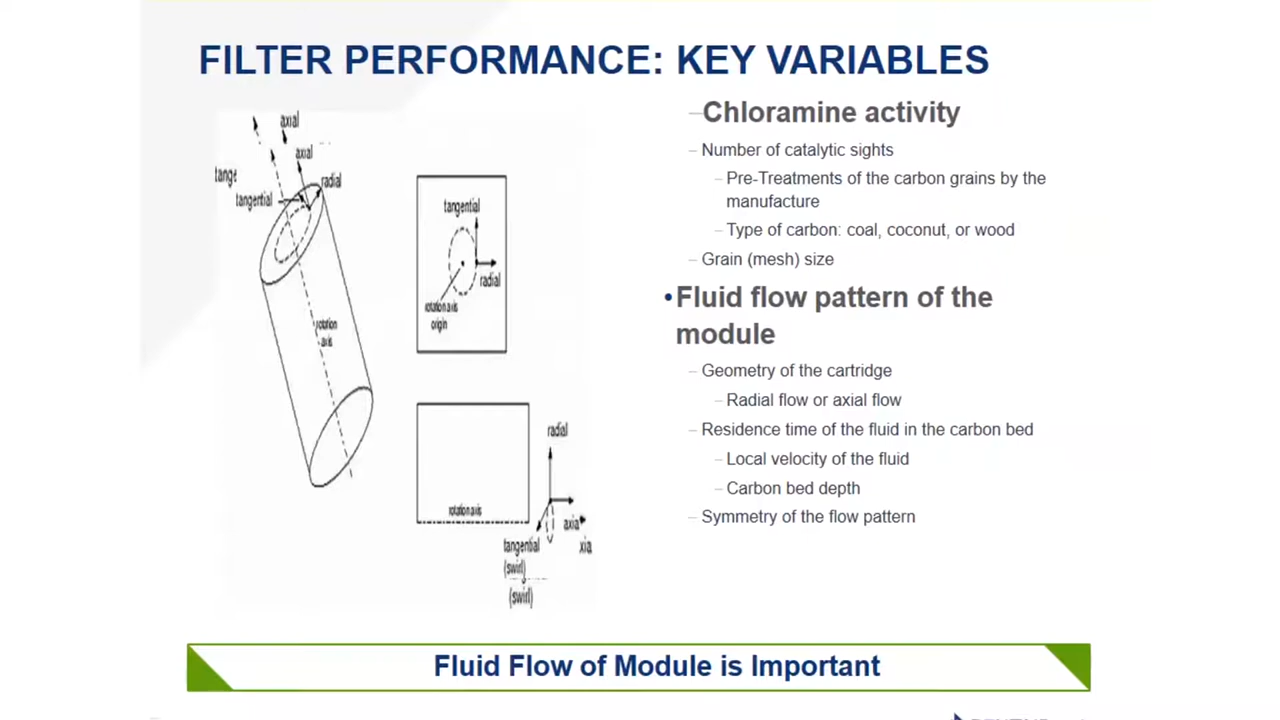 FILTER PERFORMANCE: KEY VARIABLES
axial
axial
radial
tange
tangential
rotation
axis
tangential
radial
rotation axis
origin
radial
rotation axis
axia
xia
tangential
(swirl)
(swirl)
–Chloramine activity
– Number of catalytic sights
– Pre-Treatments of the carbon grains by the
manufacture
– Type of carbon: coal, coconut, or wood
– Grain (mesh) size
•Fluid flow pattern of the
module
– Geometry of the cartridge
– Radial flow or axial flow
– Residence time of the fluid in the carbon bed
– Local velocity of the fluid
– Carbon bed depth
– Symmetry of the flow pattern
Fluid Flow of Module is Important